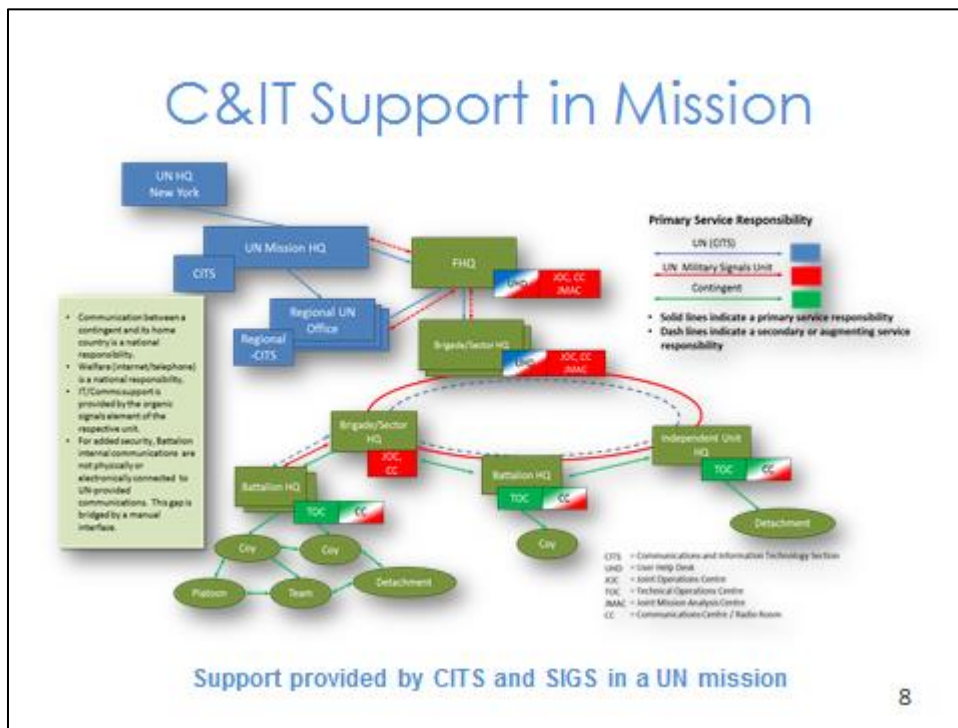 C&IT Support in Mission
UN HQ
New York
UN Mission HQ
CITS
FHQ
UHD
JOC, CC
JMAC
Regional UN
Office
Regional
-CITS
Brigade/Sector HQ
UHD
JOC, CC
JMAC
Primary Service Responsibility
UN (CITS)
UN Military Signals Unit
Contingent
• Solid lines indicate a primary service responsibility
• Dash lines indicate a secondary or augmenting service
responsibility
• Communication between a
contingent and its home
country is a national
responsibility.
• Welfare (internet/telephone)
is a national responsibility.
• IT/Comms support is
provided by the organic
signals element of the
respective unit.
• For added security, Battalion
internal communications are
not physically or
electronically connected to
UN-provided
communications. This gap is
bridged by a manual
interface.
Brigade/Sector
HQ
JOC,
CC
Independent Unit
HQ
TOC
CC
Battalion HQ
TOC
CC
Battalion HQ
TOC
CC
Detachment
Coy
Coy
Coy
Platoon
Team
Detachment
CITS = Communications and Information Technology Section
UHD = User Help Desk
JOC = Joint Operations Centre
TOC = Technical Operations Centre
JMAC = Joint Mission Analysis Centre
CC = Communications Centre / Radio Room
Support provided by CITS and SIGS in a UN mission
8